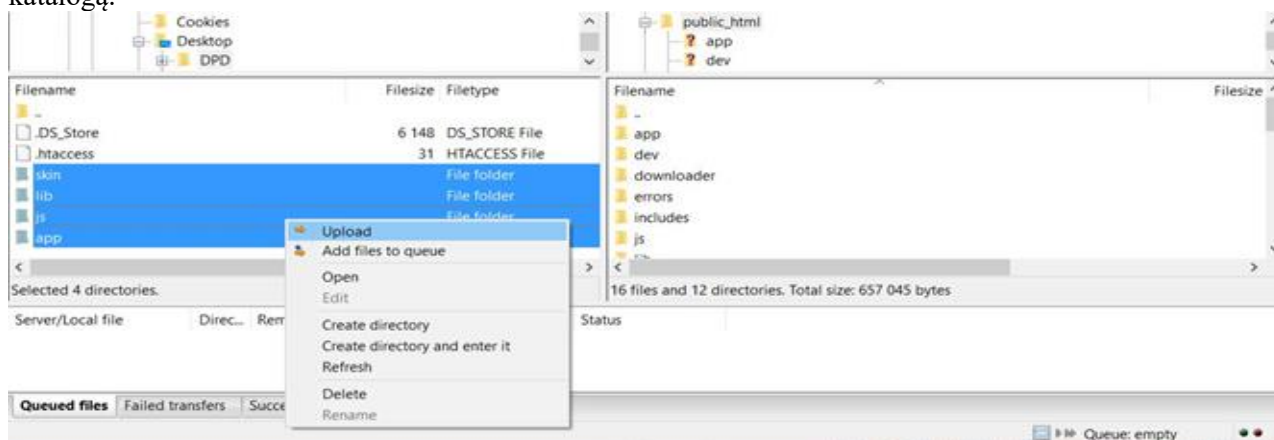 katalogą.
Cookies
Desktop
DPD
public_html
app
dev
Filename Filesize Filetype
..
.DS_Store 6 148 DS_STORE File
.htaccess 31 HTACCESS File
skin File folder
lib File folder
js File folder
app
Selected 4 directories.
Upload
Add files to queue
Open
Edit
Create directory
Create directory and enter it
Refresh
Delete
Rename
Filename Filesize
..
app
dev
downloader
errors
includes
js
16 files and 12 directories. Total size: 657 045 bytes
Server/Local file Direc... Rem Status
Queued files Failed transfers Succe
Queue: empty